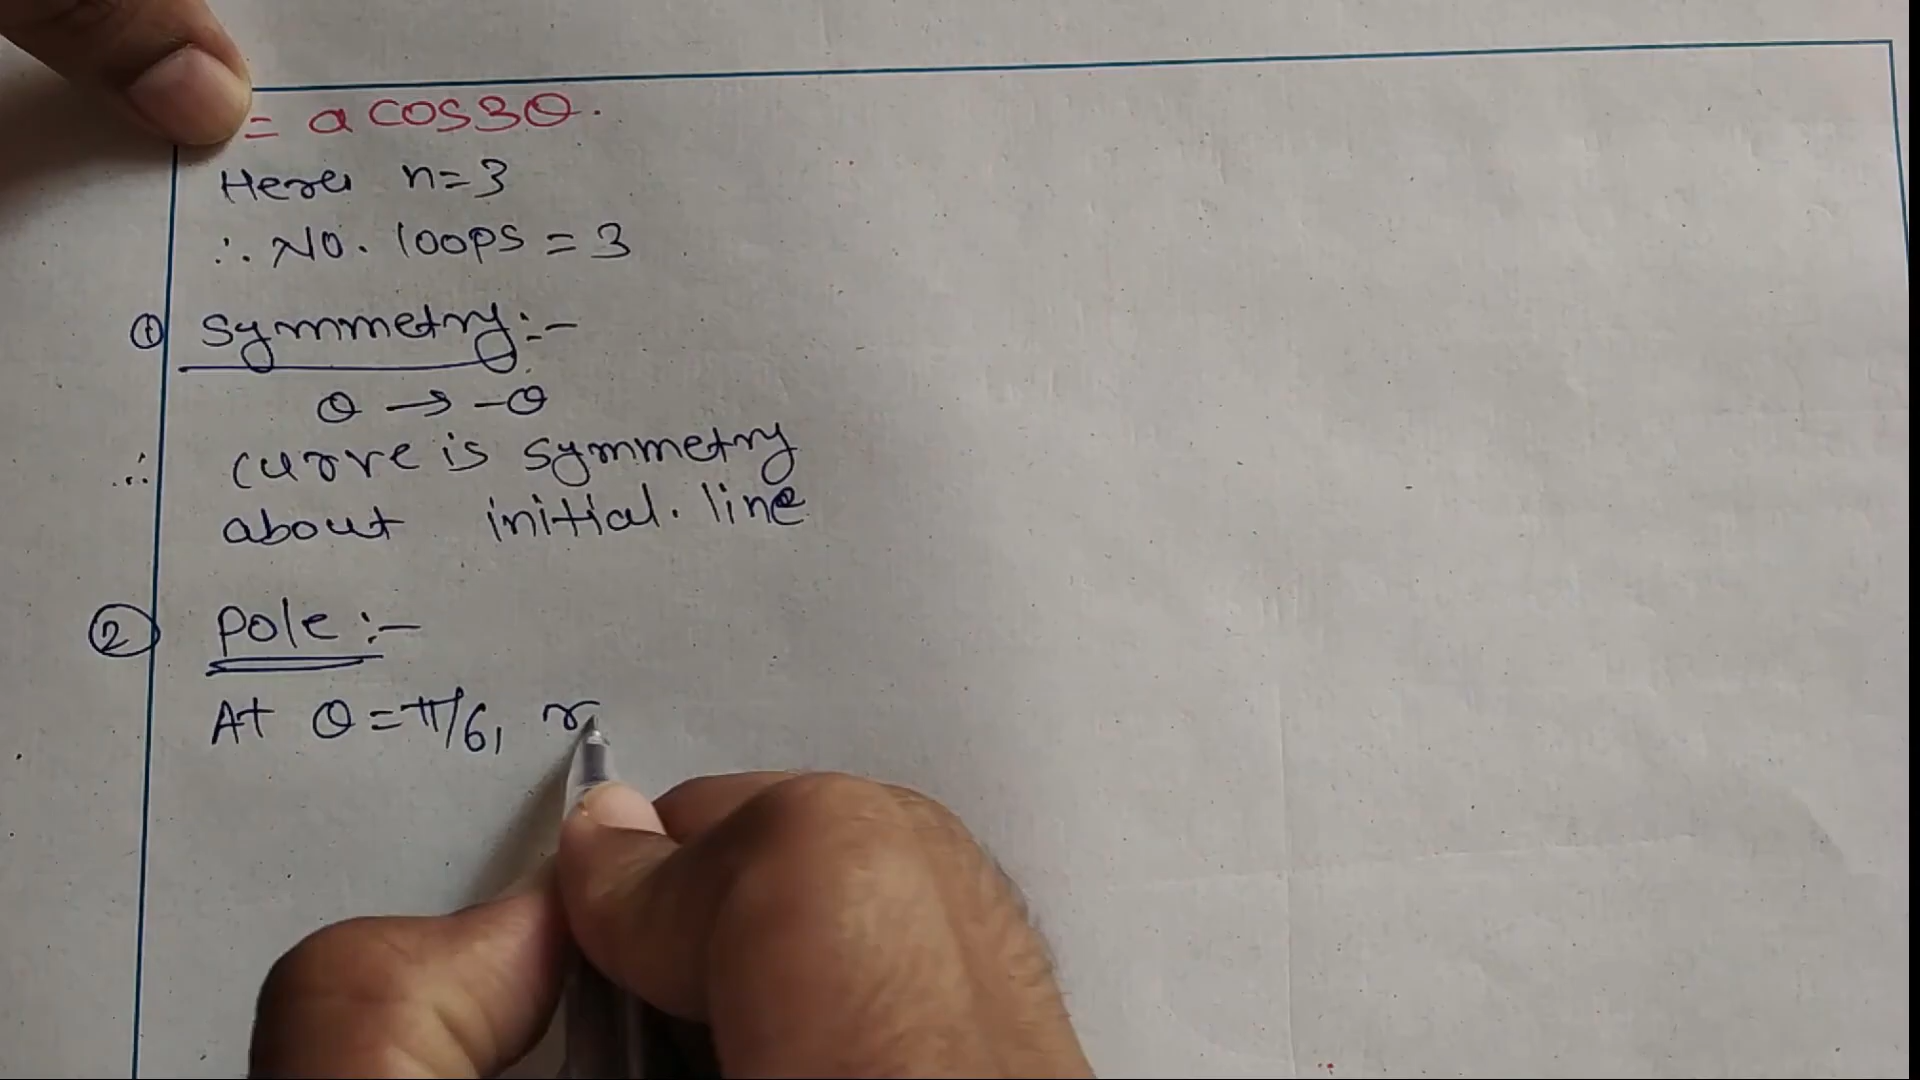 = a cos3θ.
Here n=3
∴ No. loops = 3
① Symmetry:-
θ → -θ
∴ curve is symmetry
about initial. line
② Pole:-
At θ=π/6, r